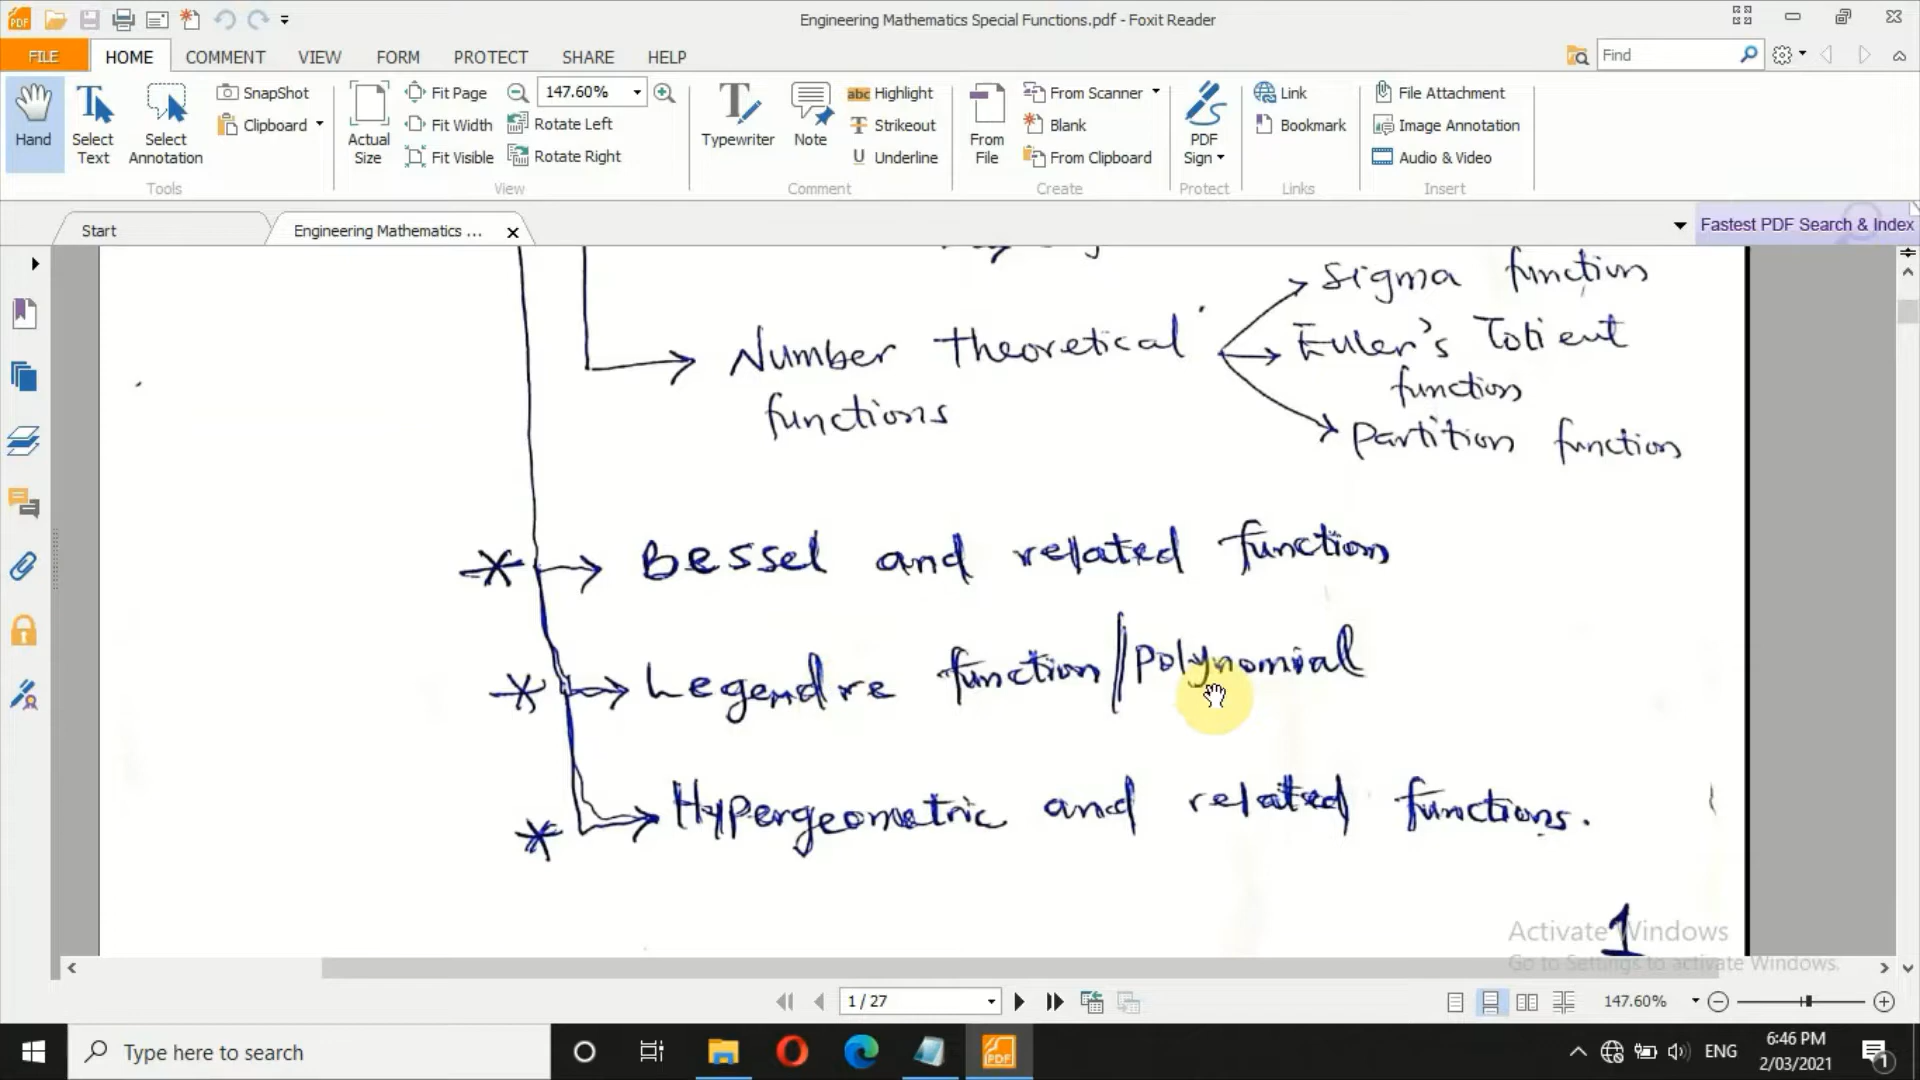 Engineering Mathematics Special Functions.pdf - Foxit Reader
FILE HOME COMMENT VIEW FORM PROTECT SHARE HELP
Find
Hand
Select Text
Select Annotation
SnapShot
Clipboard
Tools
Actual Size
Fit Page
Fit Width
Fit Visible
147.60%
Rotate Left
Rotate Right
View
Typewriter
Note
Highlight
Strikeout
Underline
Comment
From File
From Scanner
Blank
From Clipboard
Create
PDF Sign
Protect
Link
Bookmark
Links
File Attachment
Image Annotation
Audio & Video
Insert
Start
Engineering Mathematics ...
Fastest PDF Search & Index
Sigma function
Number theoretical
functions
Euler's Totient
function
Partition function
Bessel and related function
Legendre function / polynomial
Hypergeometric and related functions.
1
Activate Windows
Go to Settings to activate Windows.
1 / 27
147.60%
Type here to search
ENG
6:46 PM
2/03/2021
1